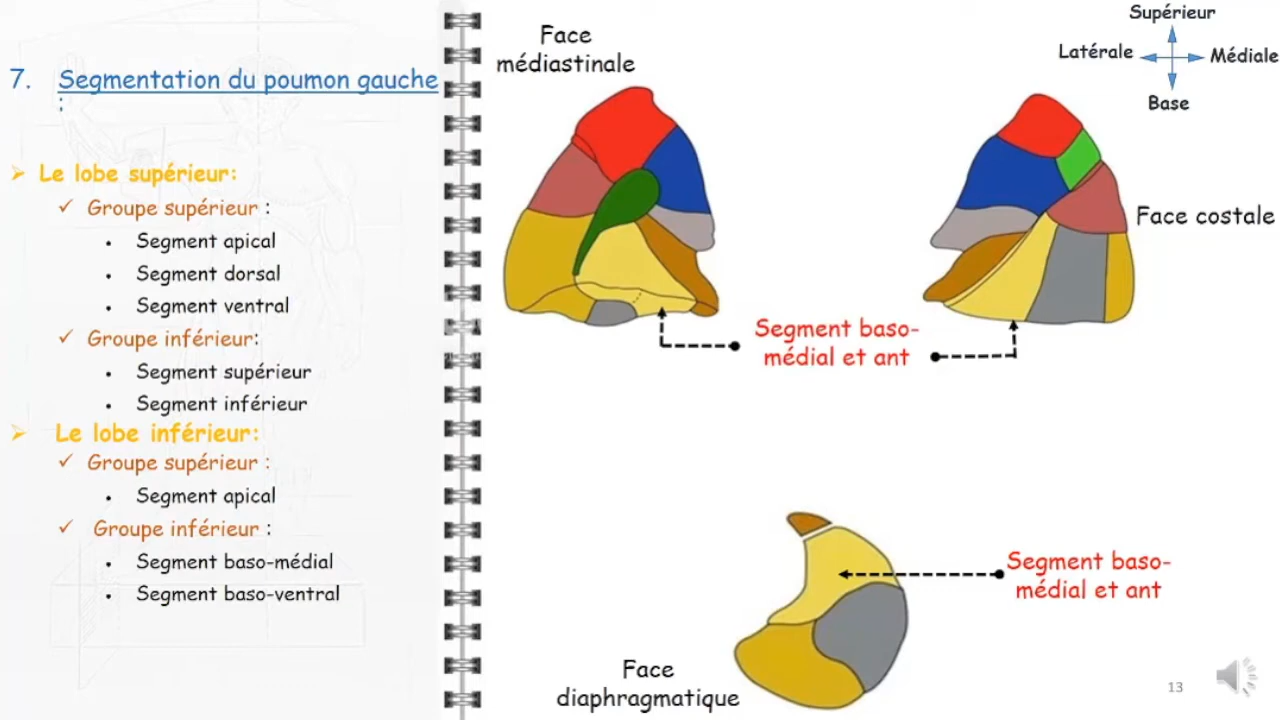 7. Segmentation du poumon gauche
:
➢ Le lobe supérieur:
✓ Groupe supérieur :
• Segment apical
• Segment dorsal
• Segment ventral
✓ Groupe inférieur:
• Segment supérieur
• Segment inférieur
➢ Le lobe inférieur:
✓ Groupe supérieur :
• Segment apical
✓ Groupe inférieur :
• Segment baso-médial
• Segment baso-ventral
Face
médiastinale
Supérieur
Latérale
Médiale
Base
Face costale
Segment baso-
médial et ant
Segment baso-
médial et ant
Face
diaphragmatique
13